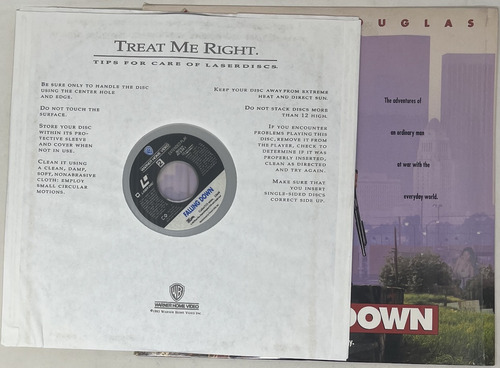 UGLAS
TREAT ME RIGHT.
TIPS FOR CARE OF LASERDISCS
BE SURE ONLY TO HANDLE THE DISC
USING THE CENTER HOLE
AND EDGE.
DO NOT TOUCH THE
SURFACE.
STORE YOUR DISC
WITHIN ITS PRO-
TECTIVE SLEEVE
AND COVER WHEN
NOT IN USE.
CLEAN IT USING
A CLEAN, DAMP,
SOFT, NONABRASIVE
CLOTH; EMPLOY
SMALL CIRCULAR
MOTIONS.
KEEP YOUR DISC AWAY FROM EXTREME
HEAT AND DIRECT SUN.
DO NOT STACK DISCS MORE
THAN 12 HIGH.
IF YOU ENCOUNTER
PROBLEMS PLAYING THIS
DISC, REMOVE IT FROM
THE PLAYER, CHECK TO
DETERMINE IF IT WAS
PROPERLY INSERTED,
CLEAN AS DIRECTED
AND TRY AGAIN.
MAKE SURE THAT
YOU INSERT
SINGLE-SIDED DISCS
CORRECT SIDE UP.
FALLING DOWN
WARNER HOME VIDEO
The adventures of
an ordinary man
at war with the
everyday world.
DOWN